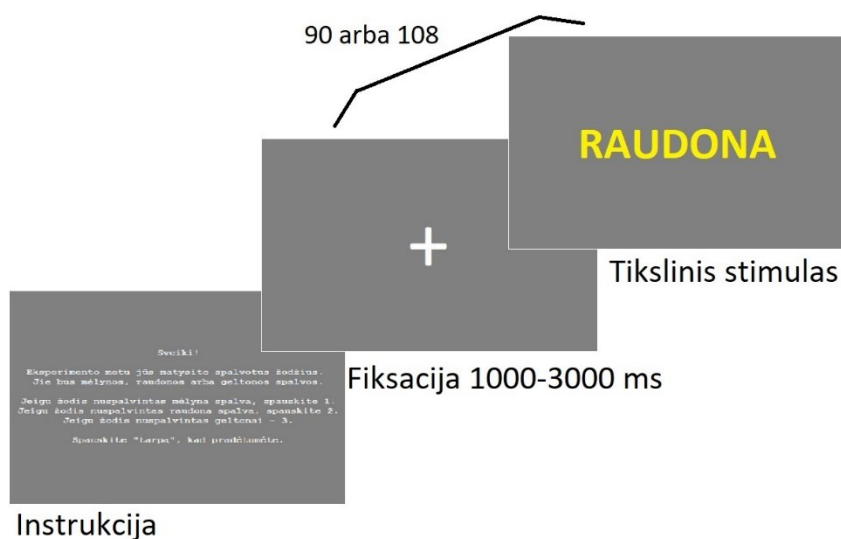 90 arba 108
RAUDONA
Tikslinis stimulas
Fiksacija 1000-3000 ms
Sveiki!
Eksperimento metu jūs matysite spalvotus žodžius.
Jie bus mėlynos, raudonos arba geltonos spalvos.
Jeigu žodis nuspalvintas mėlyna spalva, spauskite 1.
Jeigu žodis nuspalvintas raudona spalva, spauskite 2.
Jeigu žodis nuspalvintas geltonai - 3.
Spauskite "tarpą", kad pradėtumėte.
Instrukcija